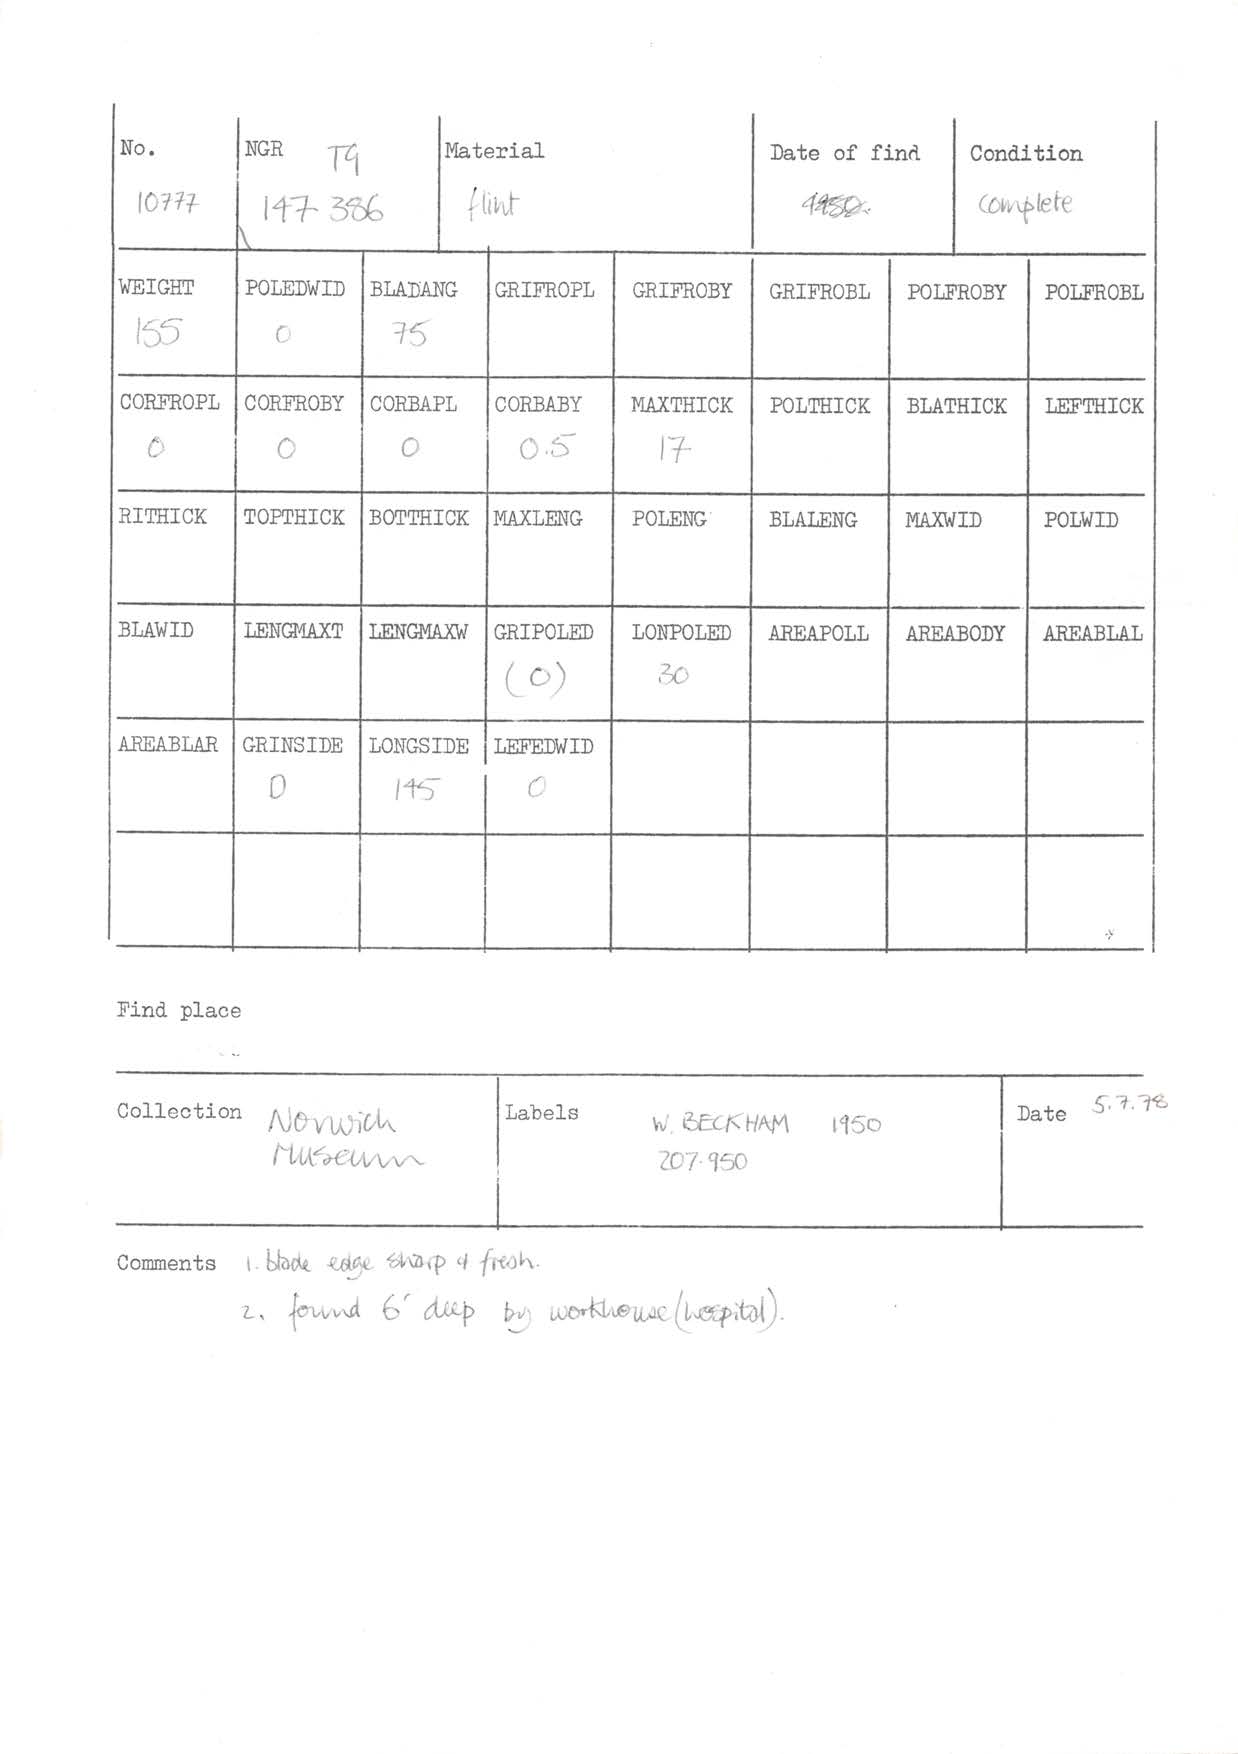 No. NGR TG Material Date of find Condition
10777 147 386 flint 1950 complete
WEIGHT POLEDWID BLADANG GRIFROPL GRIFROBY GRIFROBL POLFROBY POLFROBL
155 0 75
CORFROPL CORFROBY CORBAPL CORBABY MAXTHICK POLTHICK BLATHICK LEFTHICK
0 0 0 0.5 17
RITHICK TOPTHICK BOTTHICK MAXLENG POLENG BLALENG MAXWID POLWID
BLAWID LENGMAXT LENGMAXW GRIPOLED LONPOLED AREAPOLL AREABODY AREABLAL
(0) 30
AREABLAR GRINSIDE LONGSIDE LEFEDWID
0 145 0
Find place
Collection Norwich Museum
Labels W. BECKHAM 1950
207.950
Date 5.7.78
Comments 1. blade edge sharp & fresh.
2. found 6' deep by workhouse (hospital).